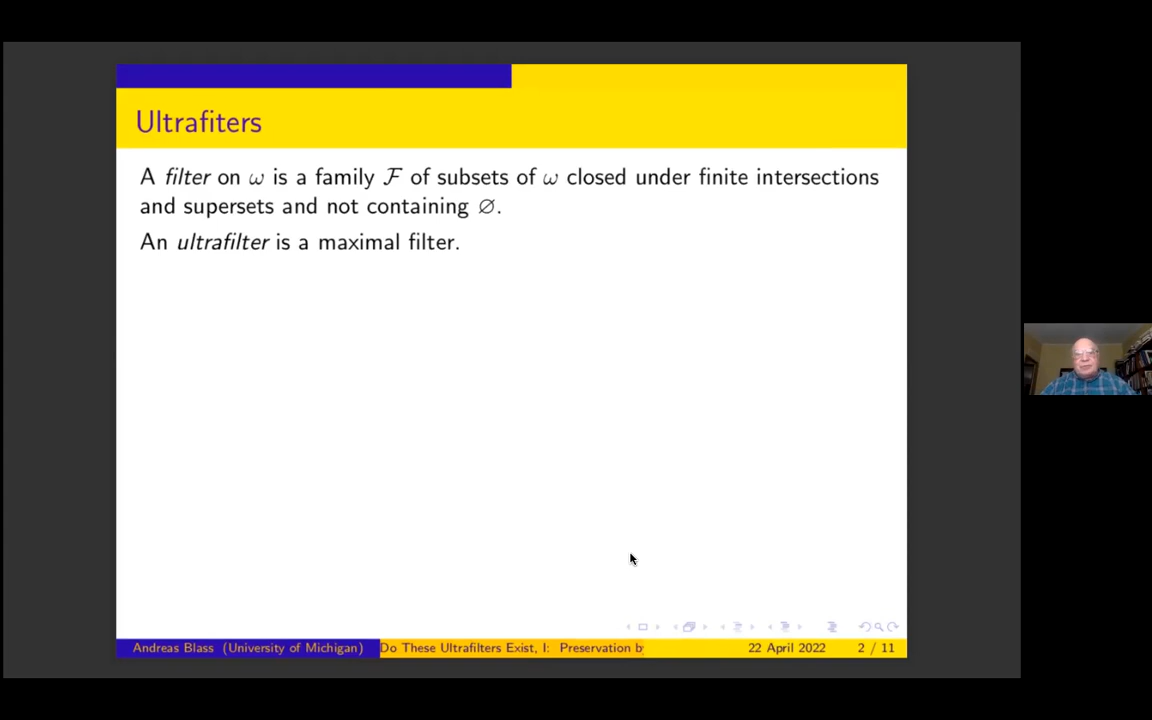 Ultrafiters
A filter on ω is a family ℱ of subsets of ω closed under finite intersections
and supersets and not containing ∅.
An ultrafilter is a maximal filter.
Andreas Blass (University of Michigan) Do These Ultrafilters Exist, I: Preservation b 22 April 2022 2 / 11